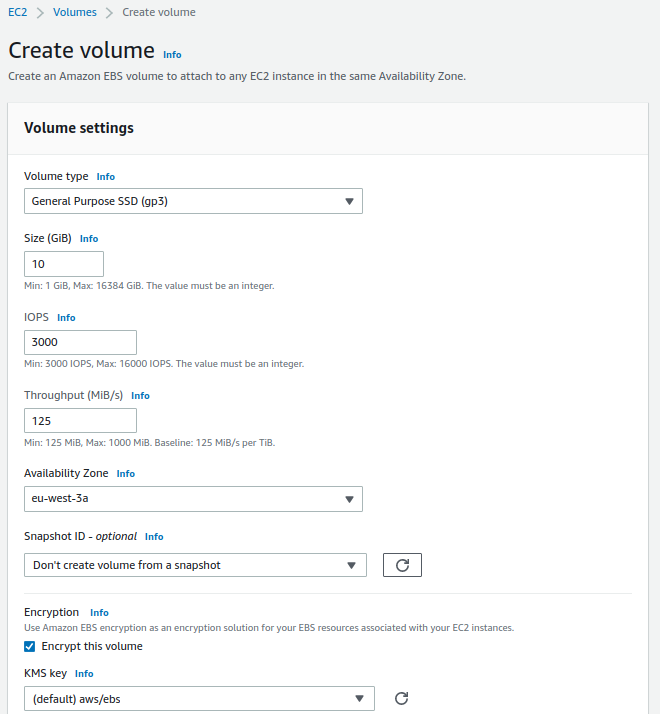 EC2 > Volumes > Create volume
Create volume Info
Create an Amazon EBS volume to attach to any EC2 instance in the same Availability Zone.
Volume settings
Volume type Info
General Purpose SSD (gp3)
Size (GiB) Info
10
Min: 1 GiB, Max: 16384 GiB. The value must be an integer.
IOPS Info
3000
Min: 3000 IOPS, Max: 16000 IOPS. The value must be an integer.
Throughput (MiB/s) Info
125
Min: 125 MiB, Max: 1000 MiB. Baseline: 125 MiB/s per TiB.
Availability Zone Info
eu-west-3a
Snapshot ID - optional Info
Don't create volume from a snapshot
Encryption Info
Use Amazon EBS encryption as an encryption solution for your EBS resources associated with your EC2 instances.
Encrypt this volume
KMS key Info
(default) aws/ebs